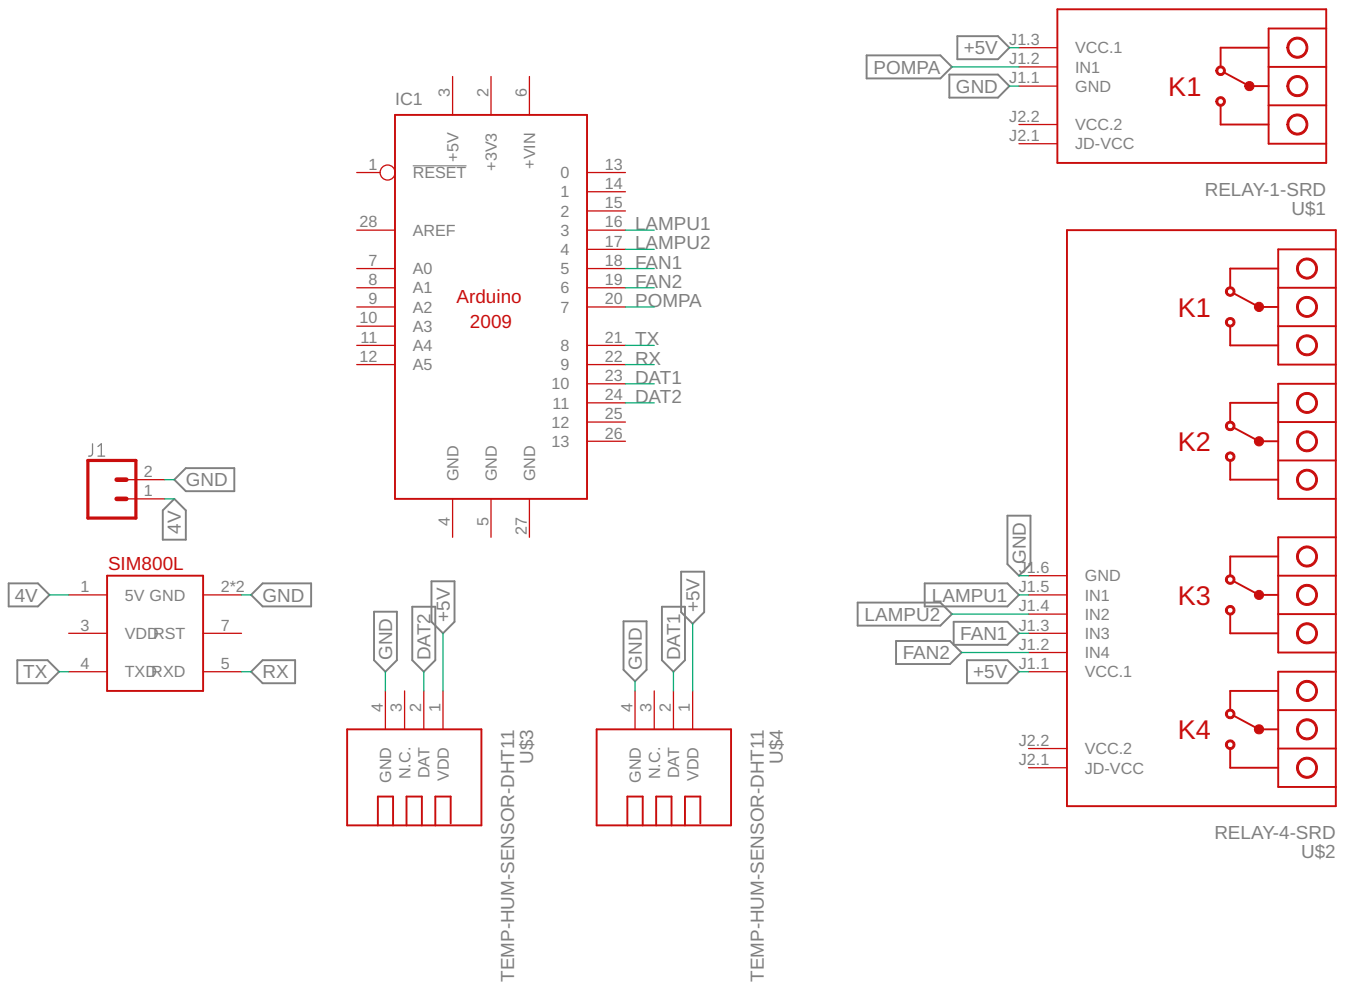 IC1
3
2
6
+5V
+3V3
+VIN
1
RESET
28
AREF
7
A0
8
A1
9
A2
10
A3
11
A4
12
A5
Arduino
2009
0
13
1
14
2
15
3
16
LAMPU1
4
17
LAMPU2
5
18
FAN1
6
19
FAN2
7
20
POMPA
8
21
TX
9
22
RX
10
23
DAT1
11
24
DAT2
12
25
13
26
GND
GND
GND
4
5
27
+5V
J1.3
VCC.1
POMPA
J1.2
IN1
GND
J1.1
GND
J2.2
VCC.2
J2.1
JD-VCC
K1
RELAY-1-SRD
U$1
K1
K2
K3
K4
GND
J1.6
GND
LAMPU1
J1.5
IN1
LAMPU2
J1.4
IN2
FAN1
J1.3
IN3
FAN2
J1.2
IN4
+5V
J1.1
VCC.1
J2.2
VCC.2
J2.1
JD-VCC
RELAY-4-SRD
U$2
J1
2
GND
1
4V
SIM800L
4V
1
5V
GND
2*2
GND
3
VDD
RST
7
TX
4
TXD
RXD
5
RX
GND
DAT2
+5V
4
3
2
1
GND
N.C.
DAT
VDD
TEMP-HUM-SENSOR-DHT11
U$3
GND
DAT1
+5V
4
3
2
1
GND
N.C.
DAT
VDD
TEMP-HUM-SENSOR-DHT11
U$4